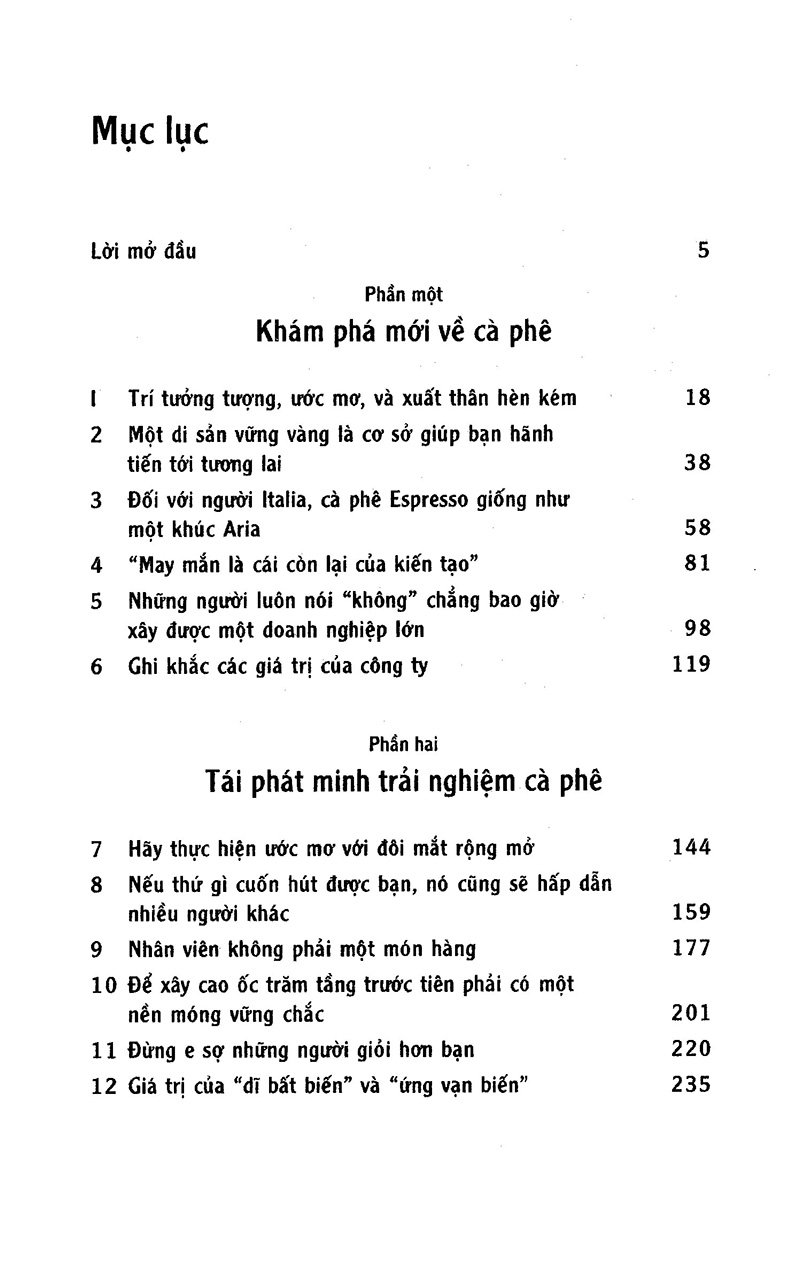 Mục lục
Lời mở đầu 5
Phần một
Khám phá mới về cà phê
1 Trí tưởng tượng, ước mơ, và xuất thân hèn kém 18
2 Một di sản vững vàng là cơ sở giúp bạn hãnh
tiến tới tương lai 38
3 Đối với người Italia, cà phê Espresso giống như
một khúc Aria 58
4 “May mắn là cái còn lại của kiến tạo” 81
5 Những người luôn nói “không” chẳng bao giờ
xây được một doanh nghiệp lớn 98
6 Ghi khắc các giá trị của công ty 119
Phần hai
Tái phát minh trải nghiệm cà phê
7 Hãy thực hiện ước mơ với đôi mắt rộng mở 144
8 Nếu thứ gì cuốn hút được bạn, nó cũng sẽ hấp dẫn
nhiều người khác 159
9 Nhân viên không phải một món hàng 177
10 Để xây cao ốc trăm tầng trước tiên phải có một
nền móng vững chắc 201
11 Đừng e sợ những người giỏi hơn bạn 220
12 Giá trị của “dĩ bất biến” và “ứng vạn biến” 235